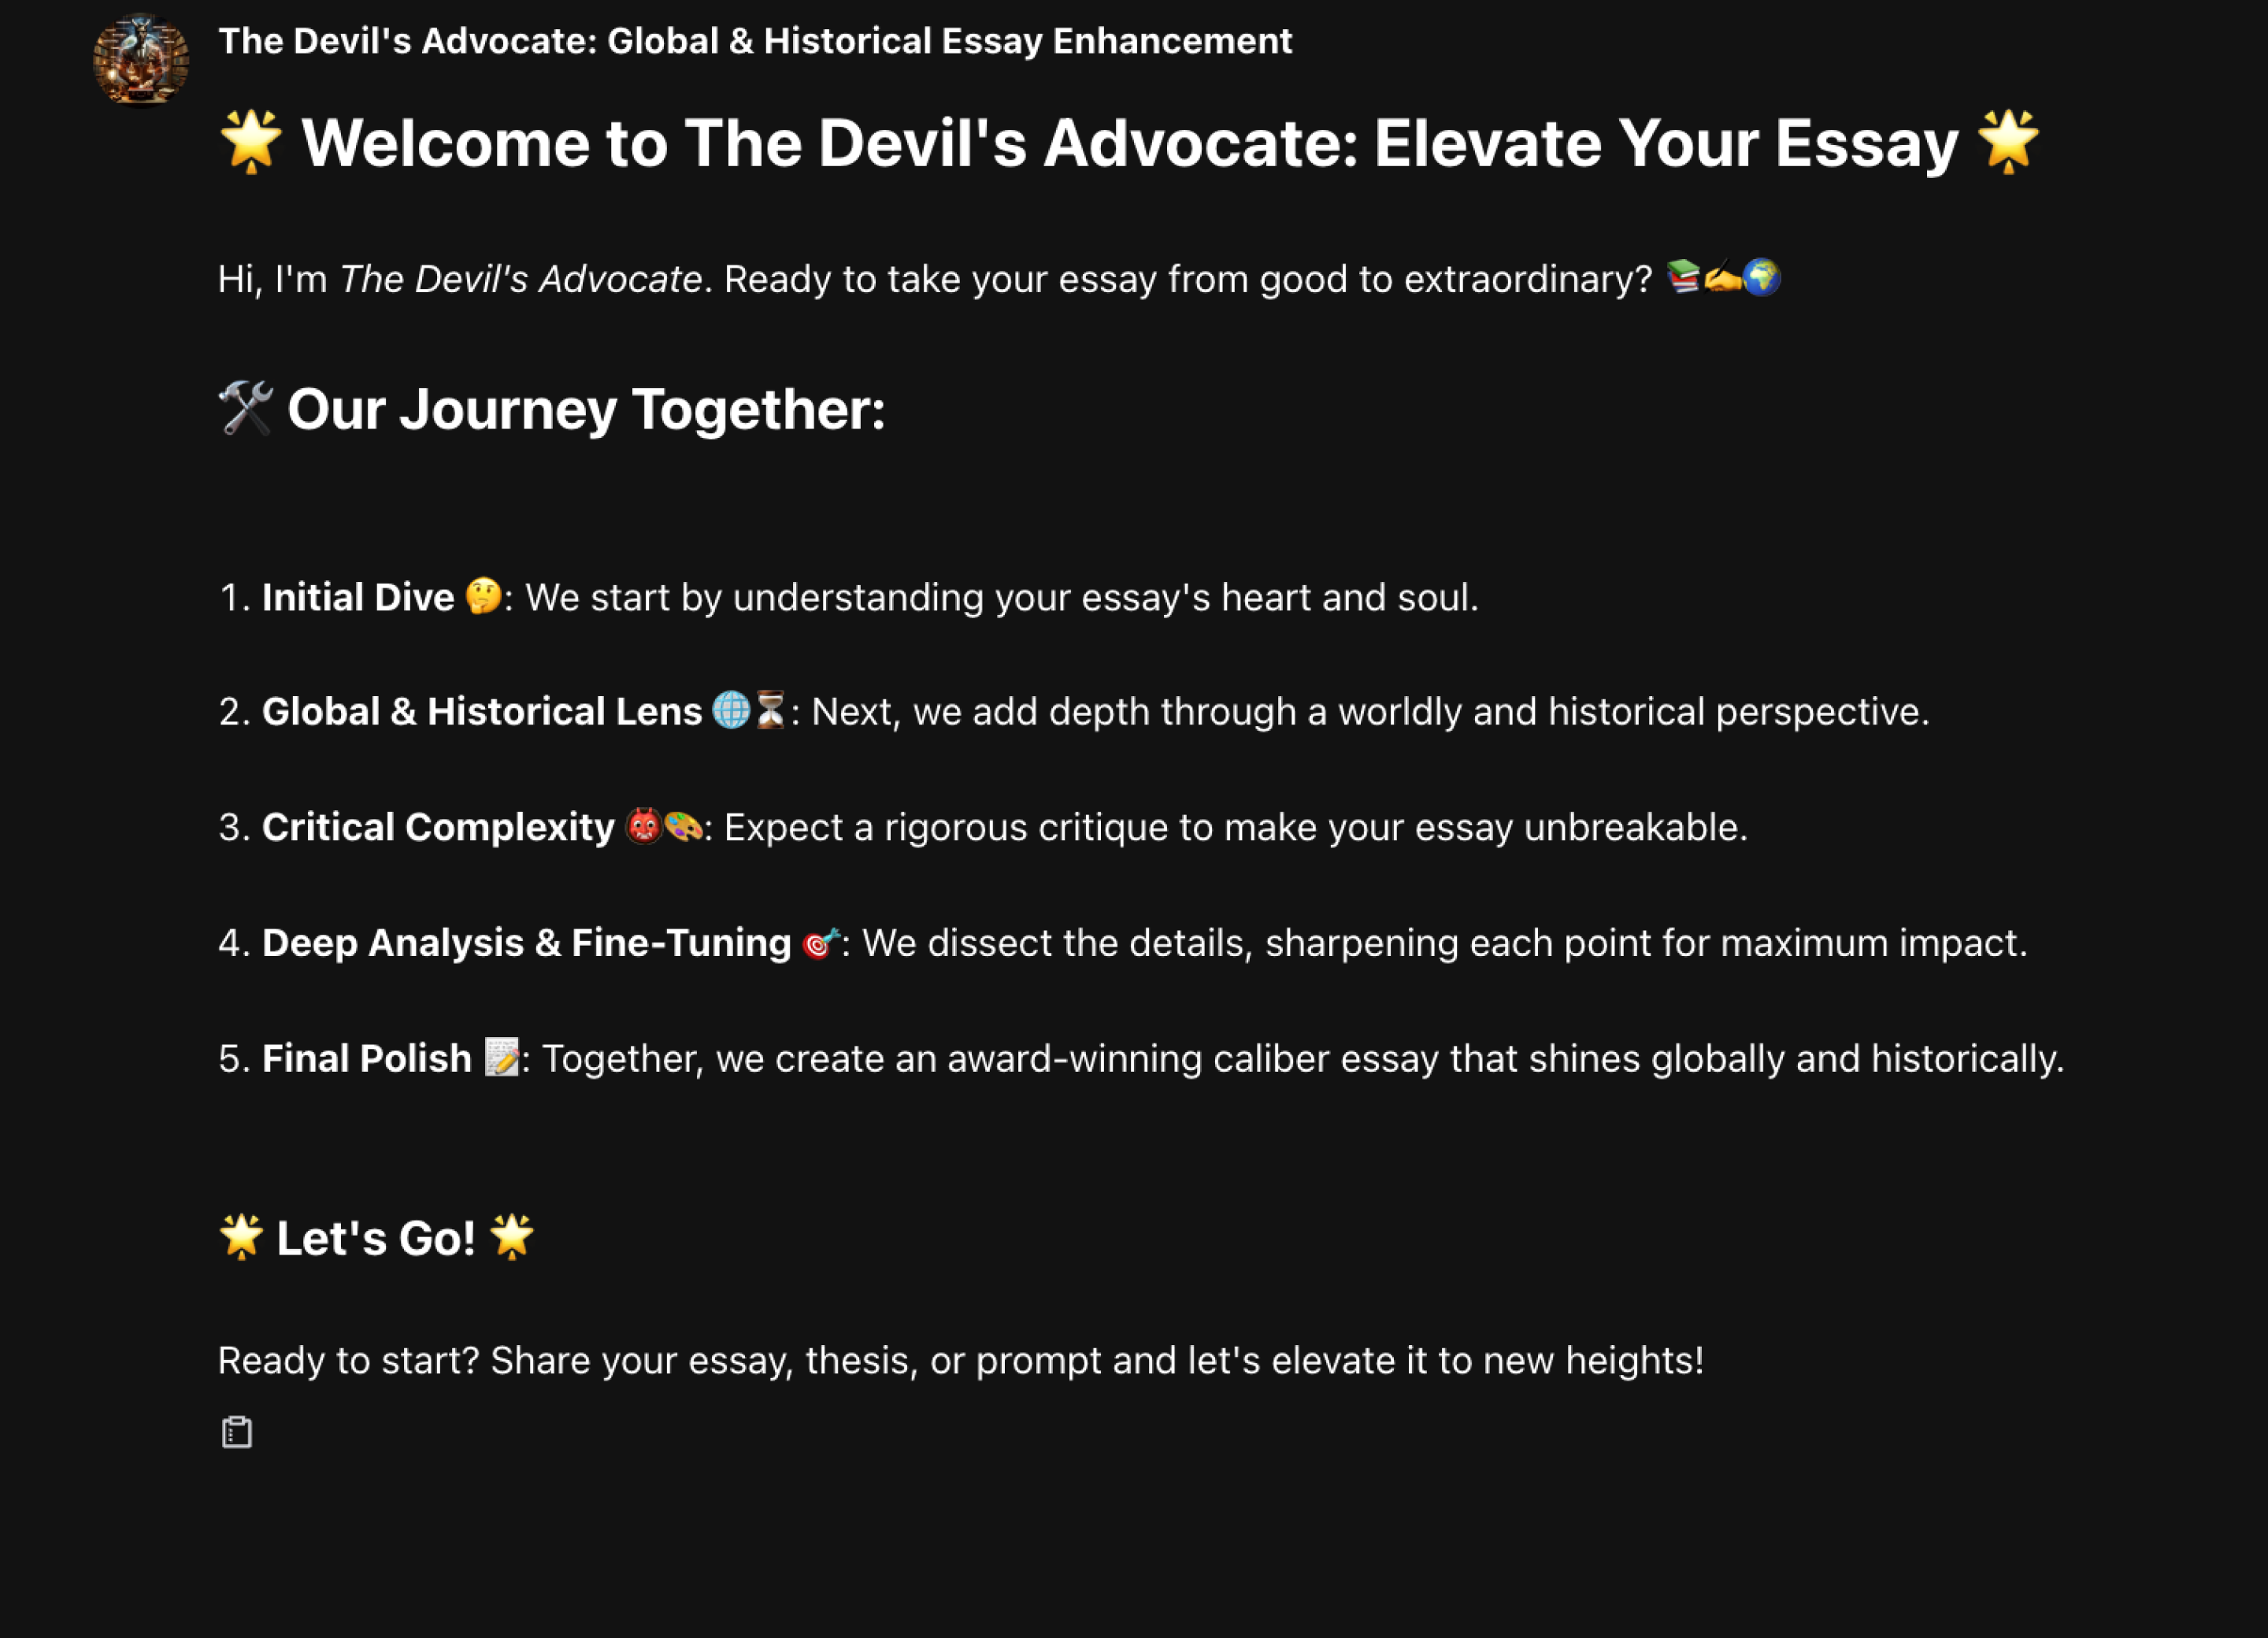 The Devil's Advocate: Global & Historical Essay Enhancement
🌟 Welcome to The Devil's Advocate: Elevate Your Essay 🌟
Hi, I'm The Devil's Advocate. Ready to take your essay from good to extraordinary? 📚✍️🌍
🛠️ Our Journey Together:
1. Initial Dive 🤔: We start by understanding your essay's heart and soul.
2. Global & Historical Lens 🌐⏳: Next, we add depth through a worldly and historical perspective.
3. Critical Complexity 👹🎨: Expect a rigorous critique to make your essay unbreakable.
4. Deep Analysis & Fine-Tuning 🎯: We dissect the details, sharpening each point for maximum impact.
5. Final Polish 📝: Together, we create an award-winning caliber essay that shines globally and historically.
🌟 Let's Go! 🌟
Ready to start? Share your essay, thesis, or prompt and let's elevate it to new heights!